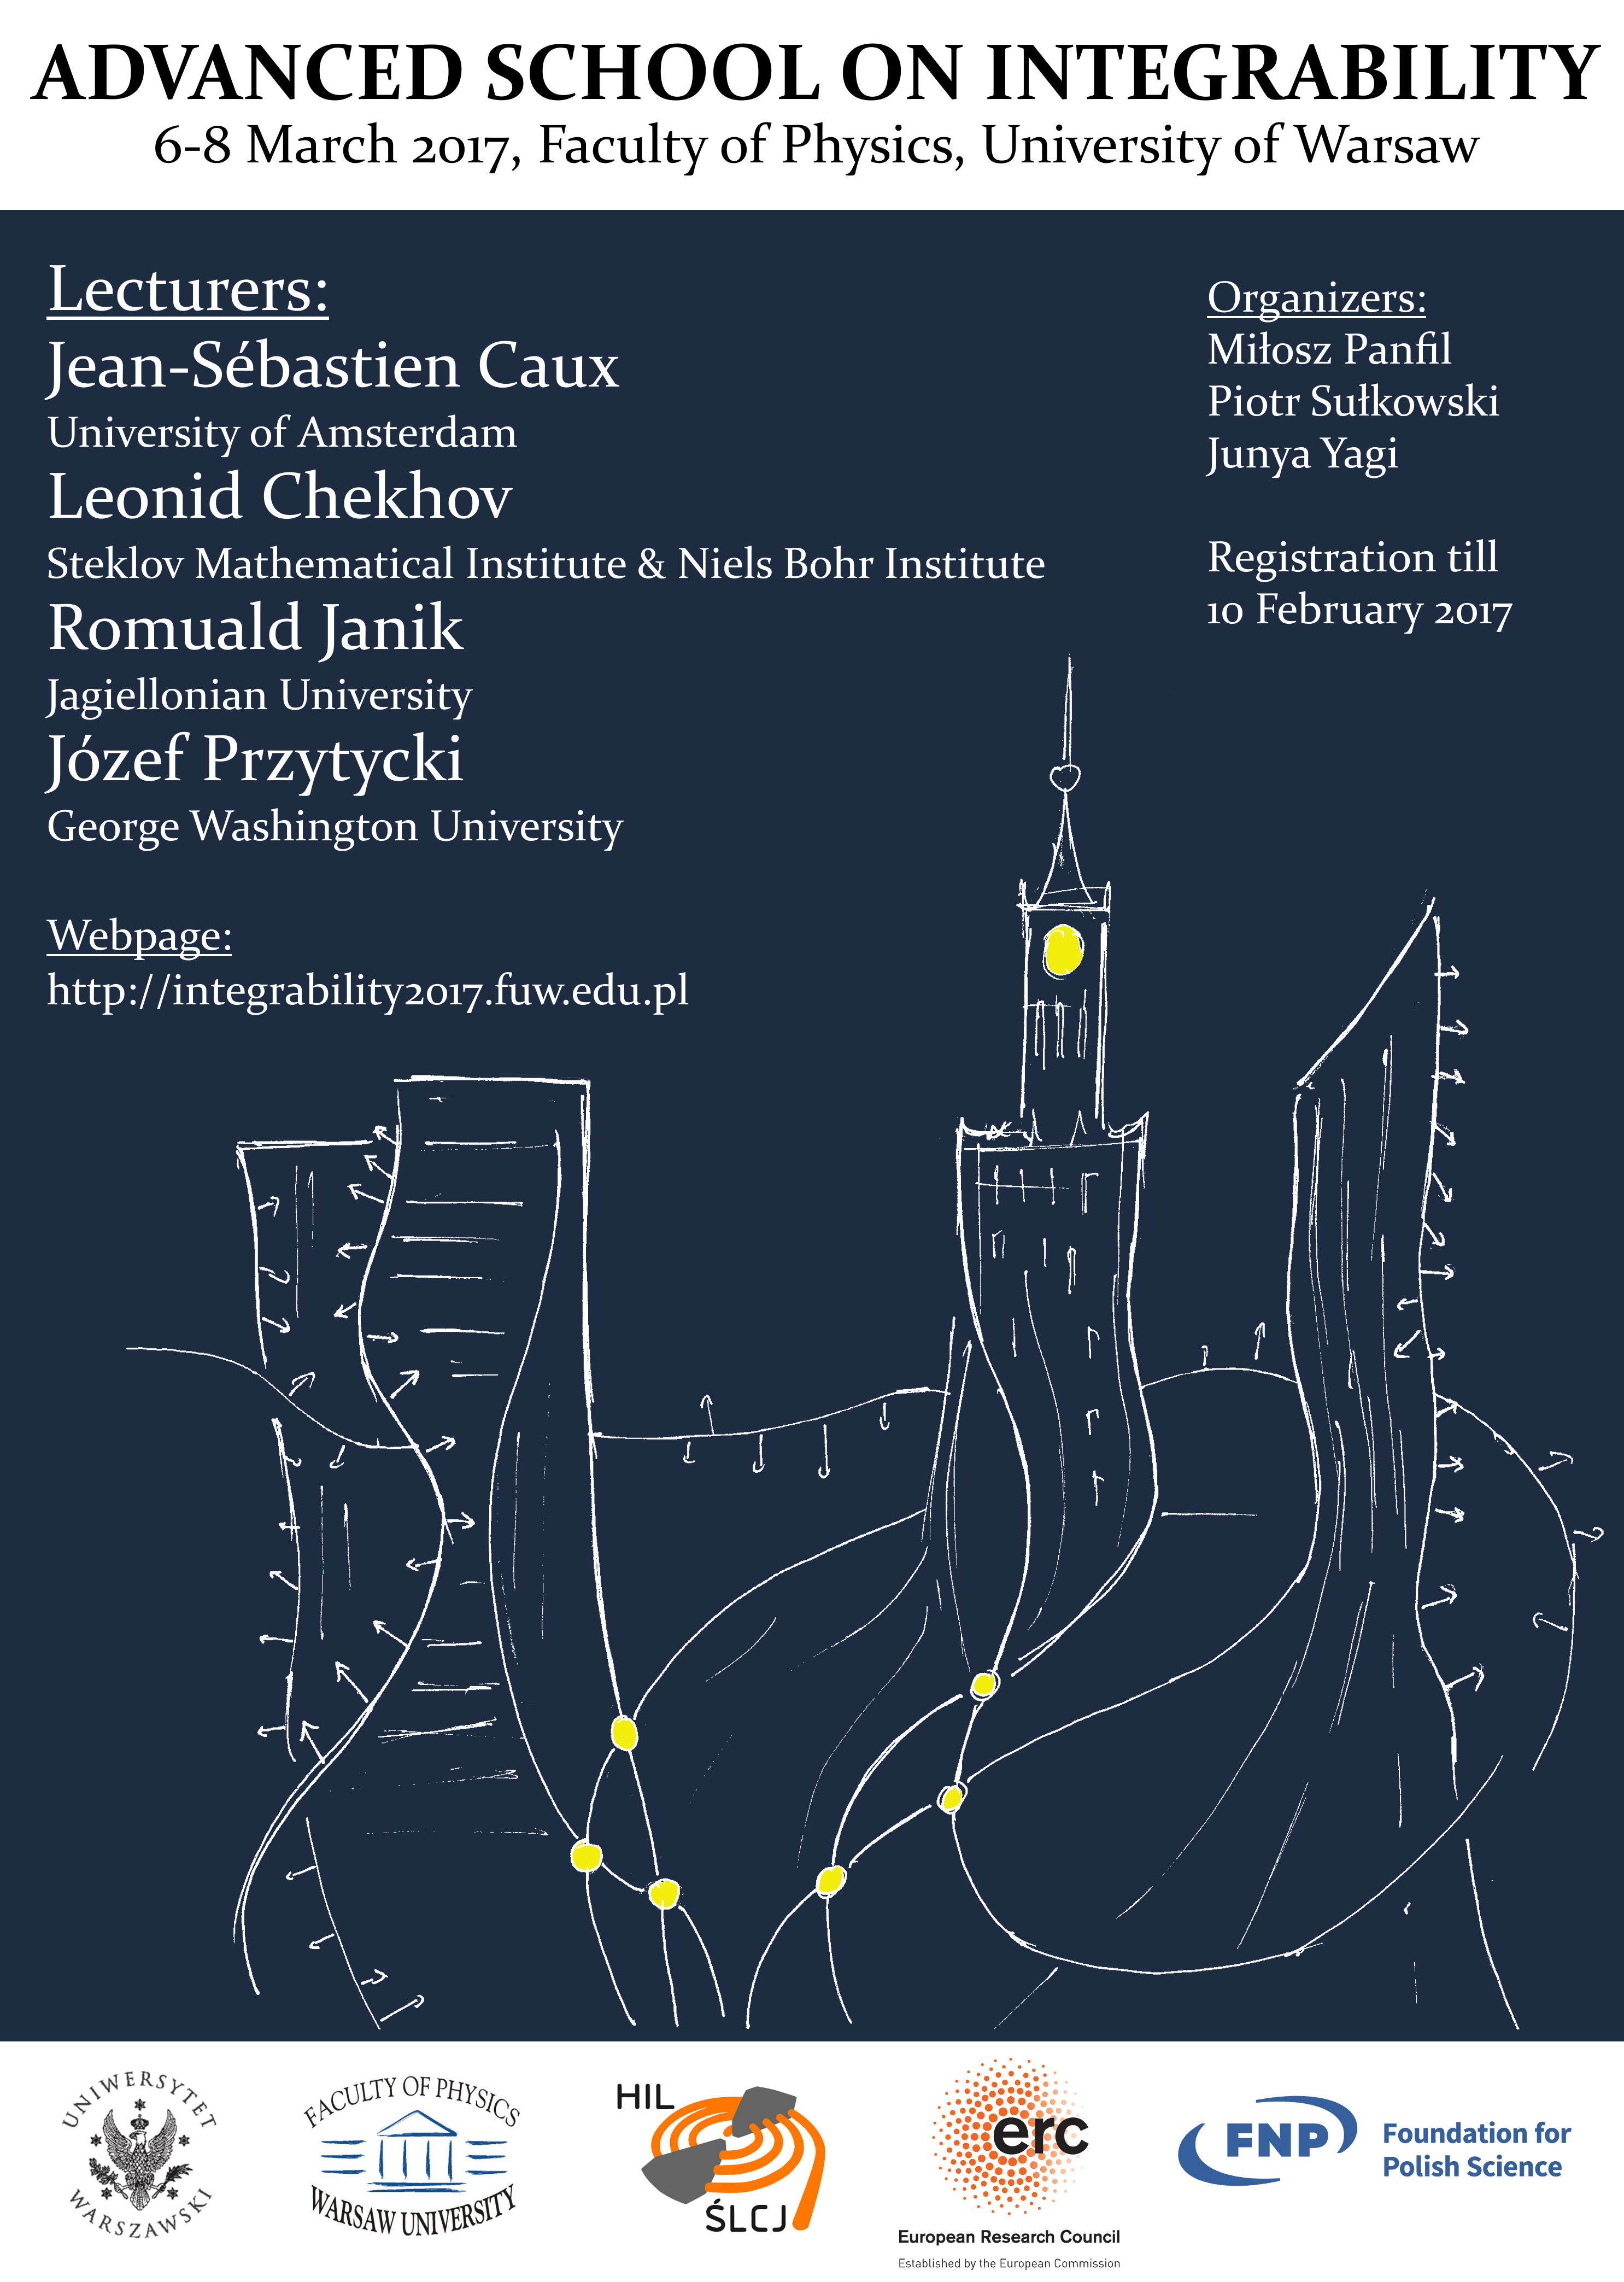 ADVANCED SCHOOL ON INTEGRABILITY
6-8 March 2017, Faculty of Physics, University of Warsaw
Lecturers:
Jean-Sébastien Caux
University of Amsterdam
Leonid Chekhov
Steklov Mathematical Institute & Niels Bohr Institute
Romuald Janik
Jagiellonian University
Józef Przytycki
George Washington University
Webpage:
http://integrability2017.fuw.edu.pl
Organizers:
Miłosz Panfil
Piotr Sułkowski
Junya Yagi
Registration till
10 February 2017
UNIWERSYTET
WARSZAWSKI
FACULTY OF PHYSICS
WARSAW UNIVERSITY
HIL
ŚLCJ
erc
European Research Council
Established by the European Commission
FNP
Foundation for
Polish Science